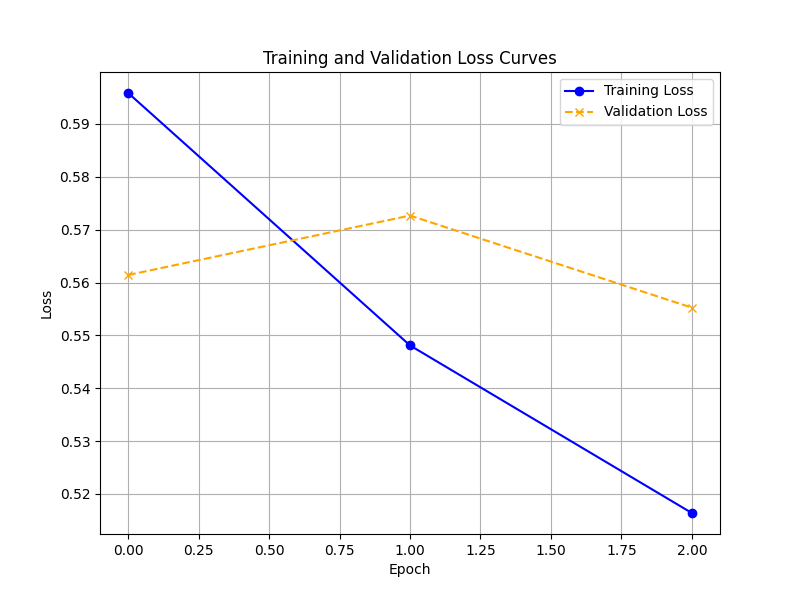 Training and Validation Loss Curves
Training Loss
Validation Loss
0.59
0.58
0.57
0.56
0.55
0.54
0.53
0.52
Loss
0.00 0.25 0.50 0.75 1.00 1.25 1.50 1.75 2.00
Epoch